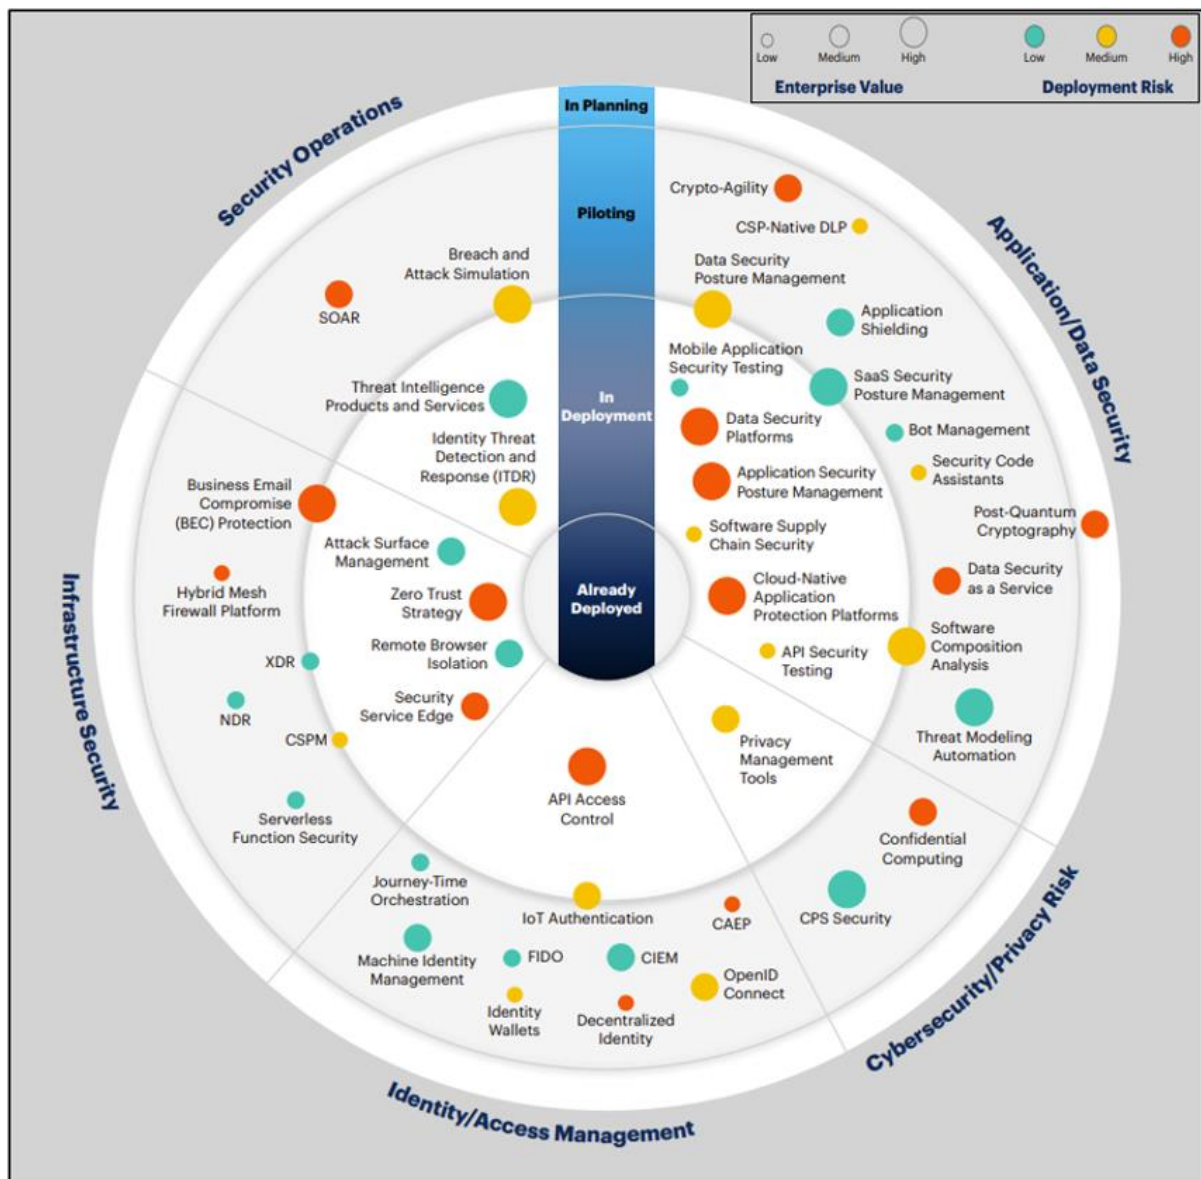 Low
Medium
High
Low
Medium
High
Enterprise Value
Deployment Risk
In Planning
Piloting
In
Deployment
Already
Deployed
Security Operations
Breach and
Attack Simulation
SOAR
Threat Intelligence
Products and Services
Identity Threat
Detection and
Response (ITDR)
Application/Data Security
Crypto-Agility
CSP-Native DLP
Data Security
Posture Management
Application
Shielding
Mobile Application
Security Testing
SaaS Security
Posture Management
Data Security
Platforms
Bot Management
Application Security
Posture Management
Security Code
Assistants
Post-Quantum
Cryptography
Software Supply
Chain Security
Data Security
as a Service
Cloud-Native
Application
Protection Platforms
Software
Composition
Analysis
API Security
Testing
Threat Modeling
Automation
Infrastructure Security
Business Email
Compromise
(BEC) Protection
Attack Surface
Management
Hybrid Mesh
Firewall Platform
Zero Trust
Strategy
Remote Browser
Isolation
XDR
Security
Service Edge
NDR
CSPM
Serverless
Function Security
Cybersecurity/Privacy Risk
Privacy
Management
Tools
Confidential
Computing
CPS Security
Identity/Access Management
API Access
Control
Journey-Time
Orchestration
IoT Authentication
CAEP
Machine Identity
Management
FIDO
CIEM
OpenID
Connect
Identity
Wallets
Decentralized
Identity